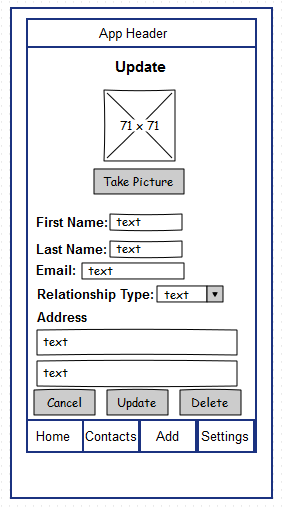 App Header
Update
71 x 71
Take Picture
First Name: text
Last Name: text
Email: text
Relationship Type: text
Address
text
text
Cancel Update Delete
Home Contacts Add Settings